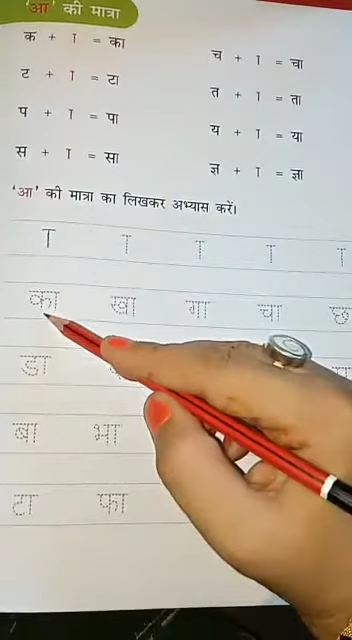 'आ' की मात्रा
क + ा = का
च + ा = चा
ट + ा = टा
त + ा = ता
प + ा = पा
य + ा = या
स + ा = सा
ज्ञ + ा = ज्ञा
'आ' की मात्रा का लिखकर अभ्यास करें।
ा ा ा ा ा
का खा गा चा
डा
बा भा
टा फा